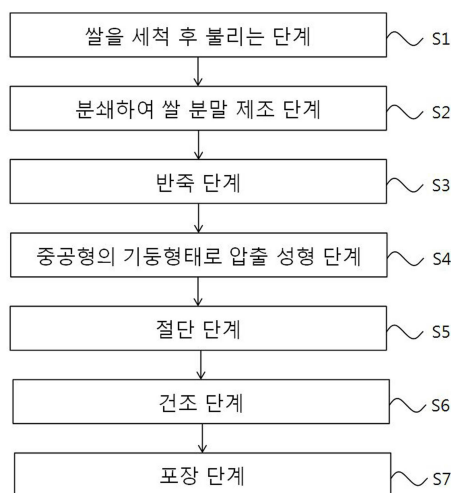 쌀을 세척 후 불리는 단계 S1
분쇄하여 쌀 분말 제조 단계 S2
반죽 단계 S3
중공형의 기둥형태로 압출 성형 단계 S4
절단 단계 S5
건조 단계 S6
포장 단계 S7